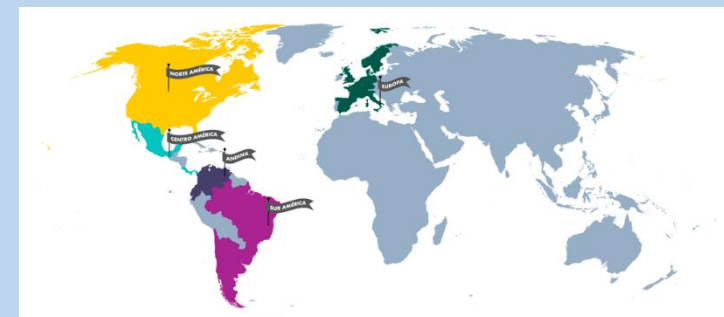 NORTE AMÉRICA
EUROPA
CENTRO AMÉRICA
ANDINA
SUR AMÉRICA